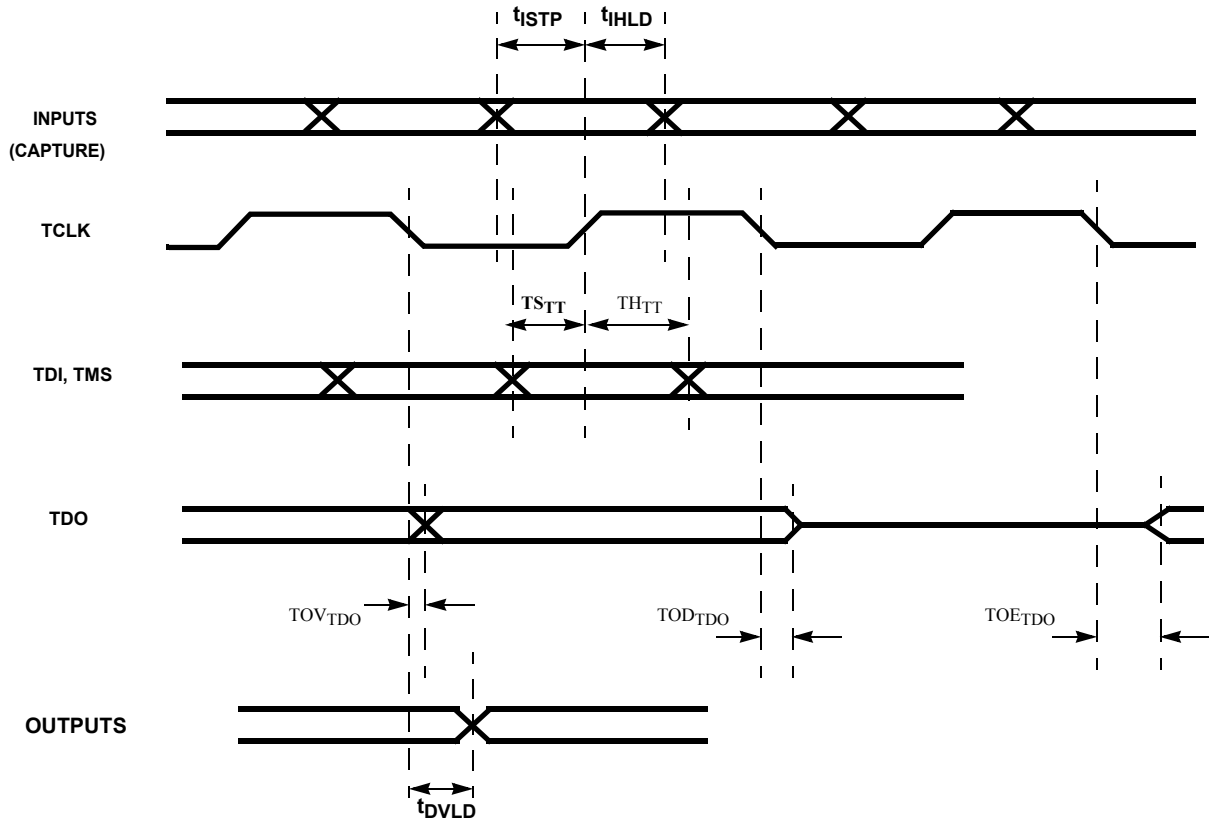 tISTP tIHLD
INPUTS
(CAPTURE)
TCLK
TSTT THTT
TDI, TMS
TDO
TOVTDO TODTDO TOETDO
OUTPUTS
tDVLD